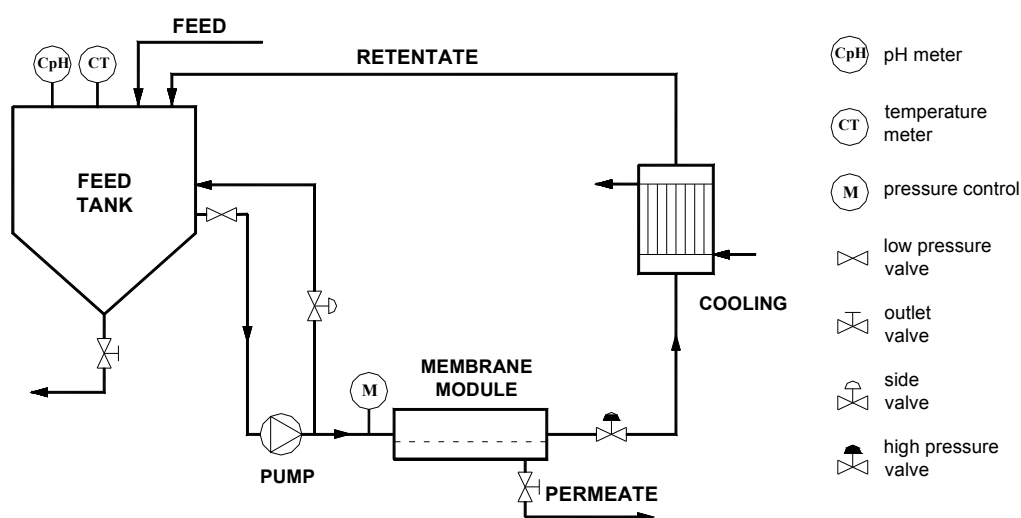 FEED
RETENTATE
CpH
CT
FEED
TANK
COOLING
MEMBRANE
MODULE
M
PUMP
PERMEATE
CpH
pH meter
CT
temperature
meter
M
pressure control
low pressure
valve
outlet
valve
side
valve
high pressure
valve